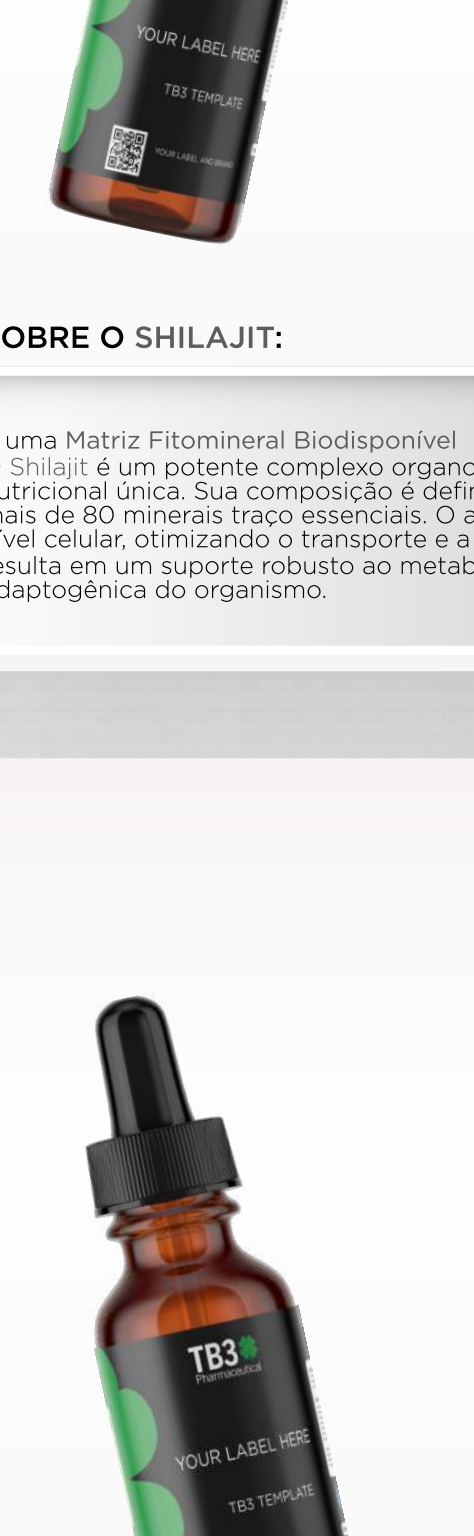 YOUR LABEL HERE
TB3 TEMPLATE
YOUR LABEL AND BRAND
OBRE O SHILAJIT:
uma Matriz Fitomineral Biodisponível
Shilajit é um potente complexo organo
utricional única. Sua composição é defin
nais de 80 minerais traço essenciais. O a
ível celular, otimizando o transporte e a
esulta em um suporte robusto ao metab
daptogênica do organismo.
TB3
Pharmaceutical
YOUR LABEL HERE
TB3 TEMPLATE